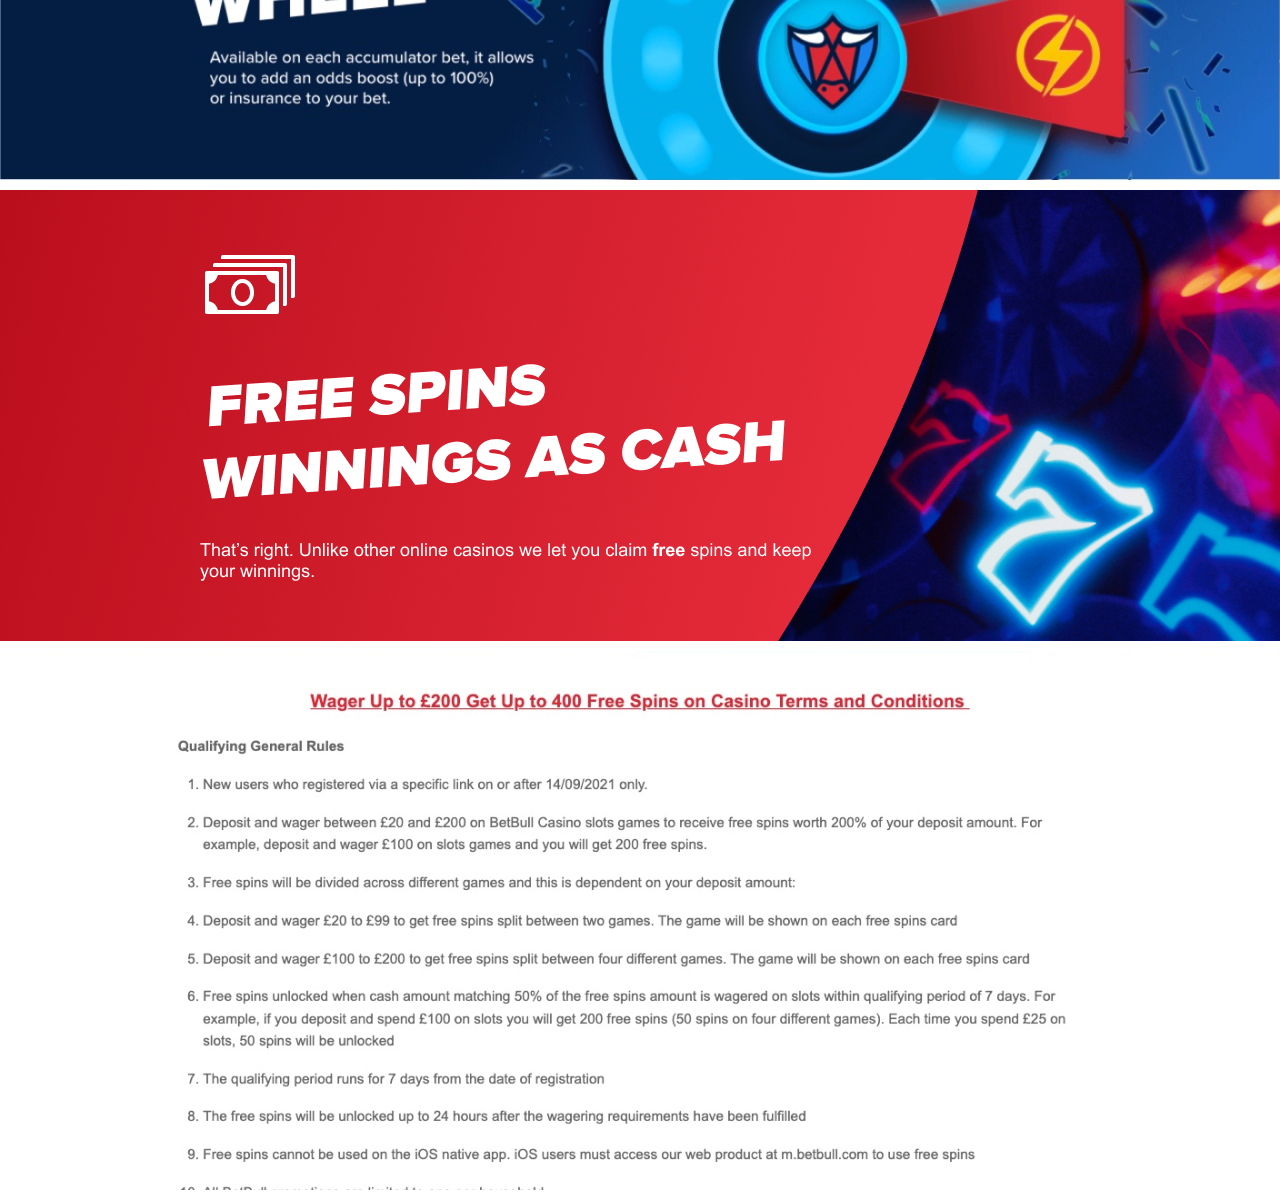 WHEEL
Available on each accumulator bet, it allows
you to add an odds boost (up to 100%)
or insurance to your bet.
FREE SPINS
WINNINGS AS CASH
That's right. Unlike other online casinos we let you claim free spins and keep
your winnings.
Wager Up to £200 Get Up to 400 Free Spins on Casino Terms and Conditions
Qualifying General Rules
1. New users who registered via a specific link on or after 14/09/2021 only.
2. Deposit and wager between £20 and £200 on BetBull Casino slots games to receive free spins worth 200% of your deposit amount. For
example, deposit and wager £100 on slots games and you will get 200 free spins.
3. Free spins will be divided across different games and this is dependent on your deposit amount:
4. Deposit and wager £20 to £99 to get free spins split between two games. The game will be shown on each free spins card
5. Deposit and wager £100 to £200 to get free spins split between four different games. The game will be shown on each free spins card
6. Free spins unlocked when cash amount matching 50% of the free spins amount is wagered on slots within qualifying period of 7 days. For
example, if you deposit and spend £100 on slots you will get 200 free spins (50 spins on four different games). Each time you spend £25 on
slots, 50 spins will be unlocked
7. The qualifying period runs for 7 days from the date of registration
8. The free spins will be unlocked up to 24 hours after the wagering requirements have been fulfilled
9. Free spins cannot be used on the iOS native app. iOS users must access our web product at m.betbull.com to use free spins
10. All BetBull promotions are limited to one per household